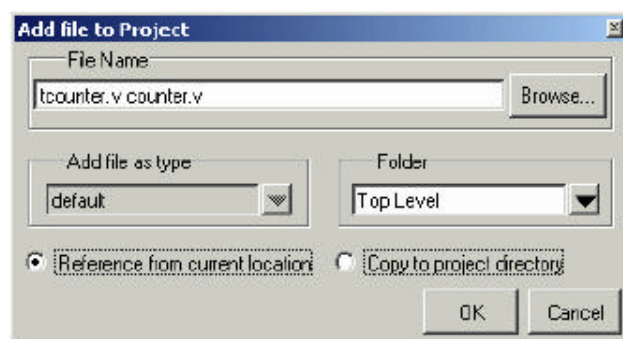 Add file to Project
File Name
tcounter.v counter.v
Browse...
Add file as type
Folder
default
Top Level
Reference from current location
Copy to project directory
OK
Cancel